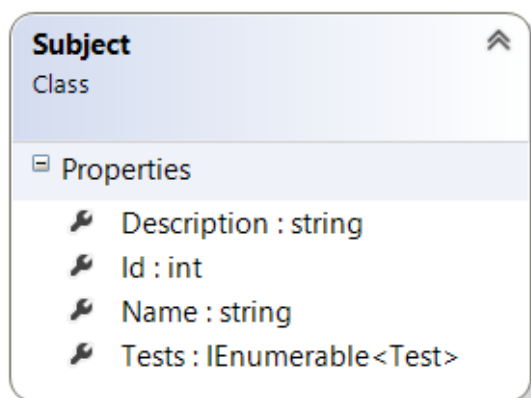 Subject
Class
Properties
Description : string
Id : int
Name : string
Tests : IEnumerable<Test>